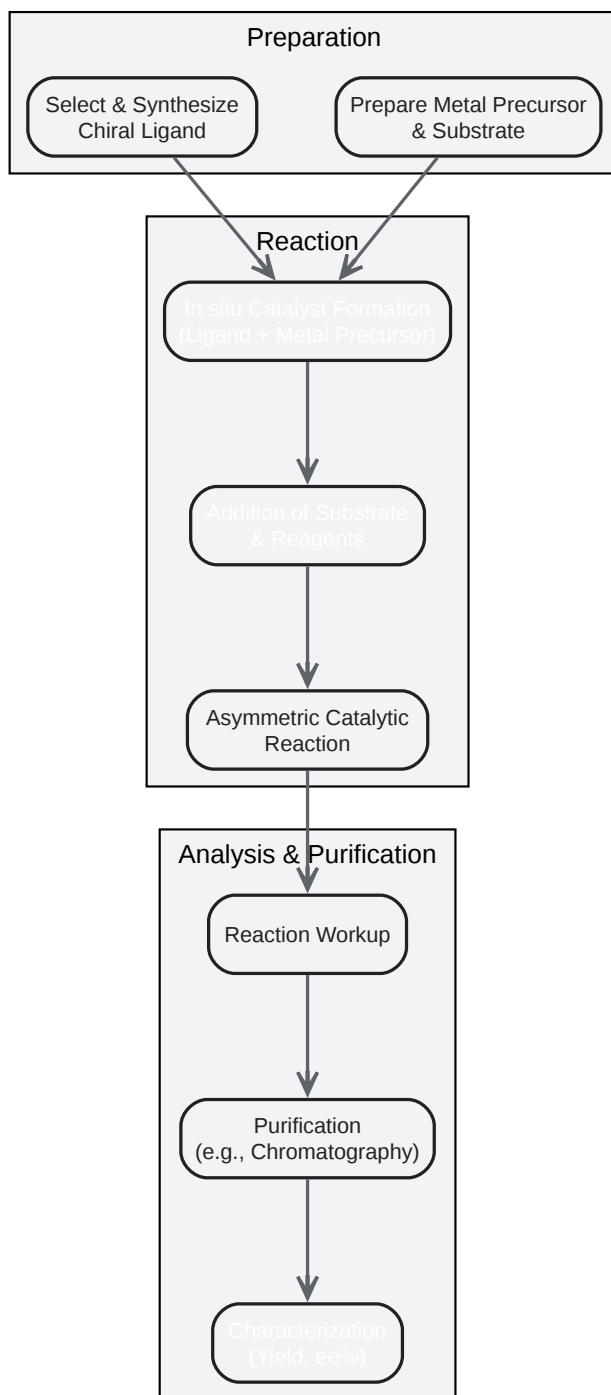 Preparation
Select & Synthesize
Chiral Ligand
Prepare Metal Precursor
& Substrate
Reaction
In situ Catalyst Formation
(Ligand + Metal Precursor)
Addition of Substrate
& Reagents
Asymmetric Catalytic
Reaction
Analysis & Purification
Reaction Workup
Purification
(e.g., Chromatography)
Characterization
(Yield, ee%)